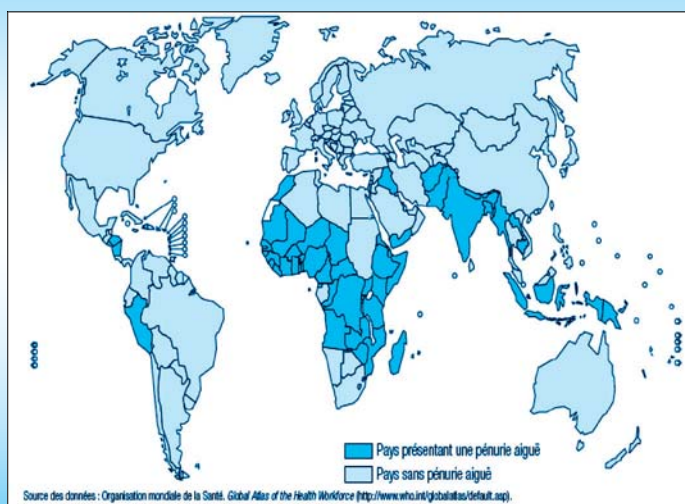 Pays présentant une pénurie aiguë
Pays sans pénurie aiguë
Source des données : Organisation mondiale de la Santé. Global Atlas of the Health Workforce (http://www.who.int/globalatlas/default.asp).